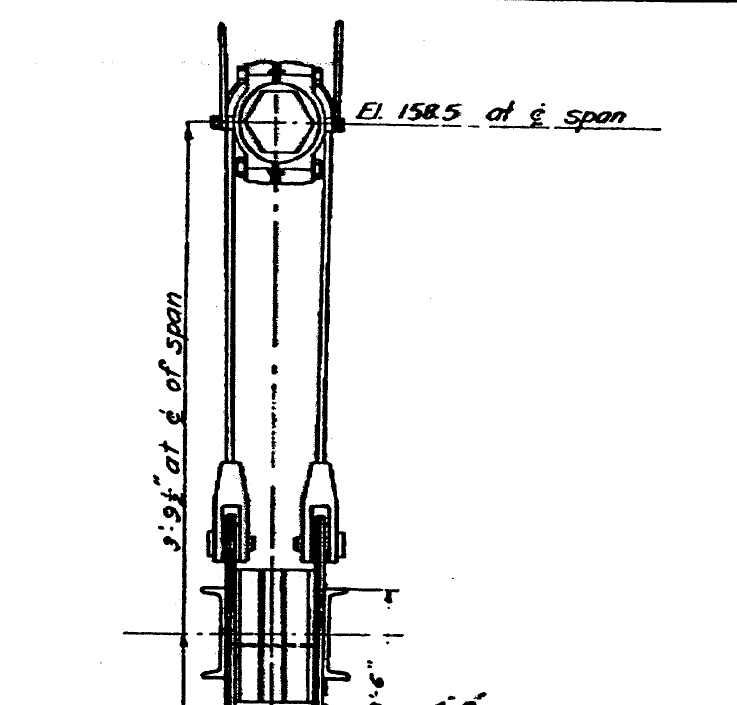 El. 158.5 at ℄ span
9'-9½" at ℄ of span